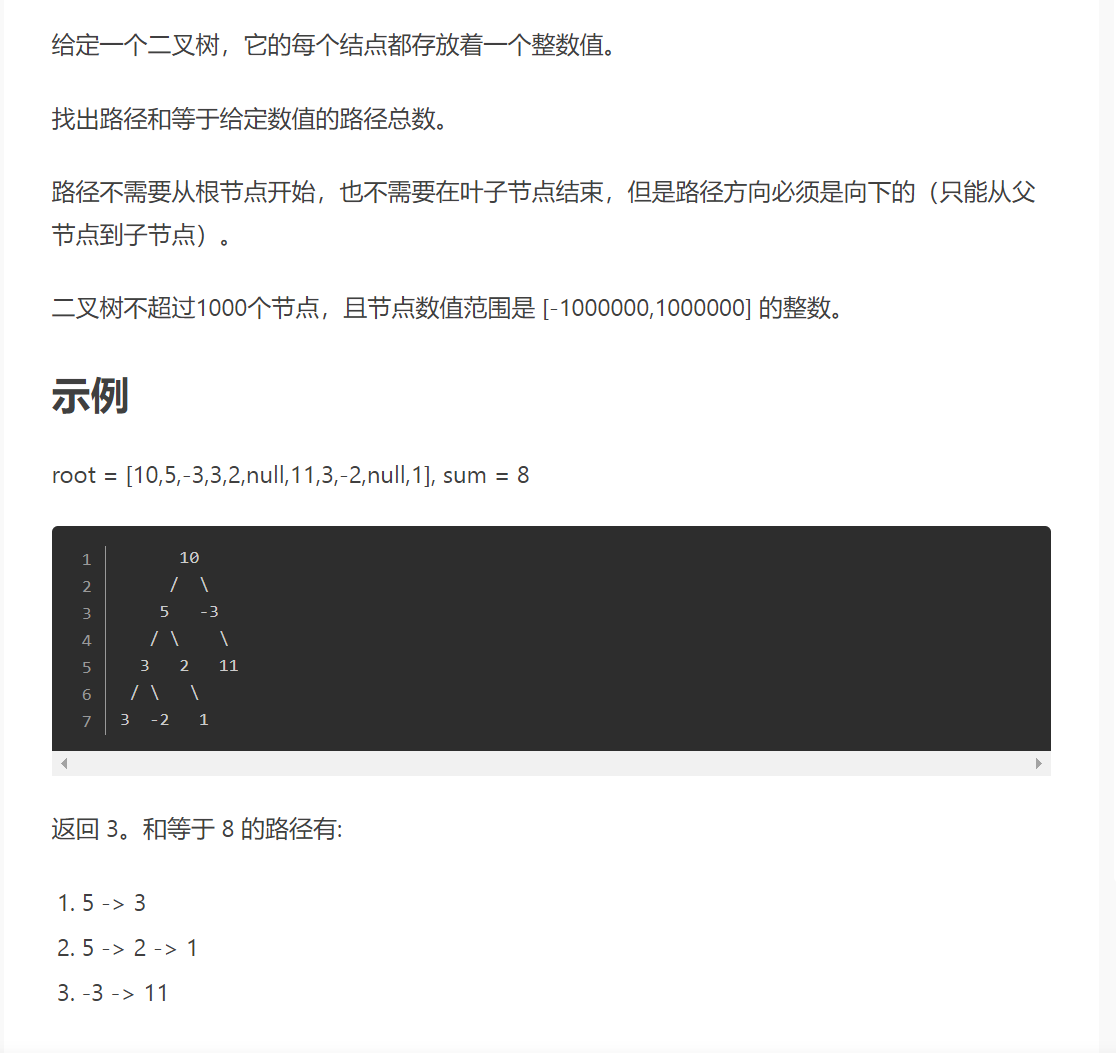 给定一个二叉树，它的每个结点都存放着一个整数值。
找出路径和等于给定数值的路径总数。
路径不需要从根节点开始，也不需要在叶子节点结束，但是路径方向必须是向下的（只能从父
节点到子节点）。
二叉树不超过1000个节点，且节点数值范围是 [-1000000,1000000] 的整数。
示例
root = [10,5,-3,3,2,null,11,3,-2,null,1], sum = 8
1       10
2      /  \
3     5   -3
4    / \    \
5   3   2   11
6  / \   \
7 3  -2   1
返回 3。和等于 8 的路径有:
1. 5 -> 3
2. 5 -> 2 -> 1
3. -3 -> 11